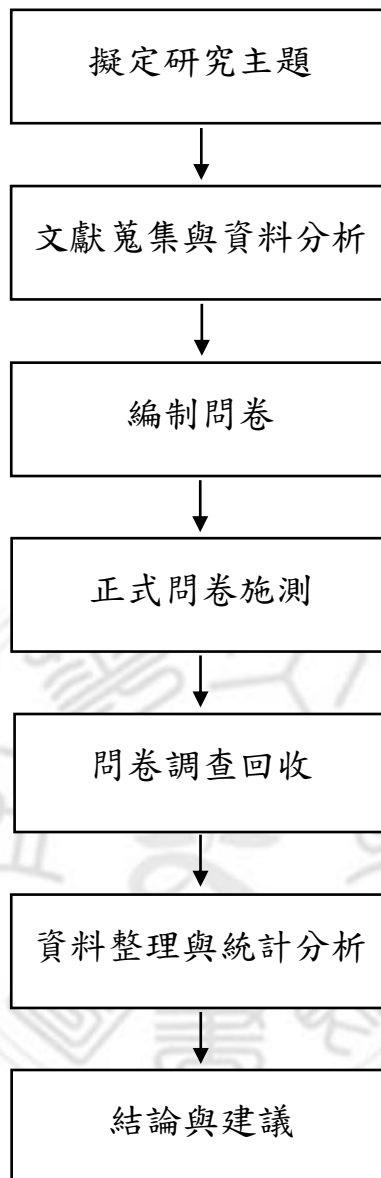 擬定研究主題
文獻蒐集與資料分析
編制問卷
正式問卷施測
問卷調查回收
資料整理與統計分析
結論與建議